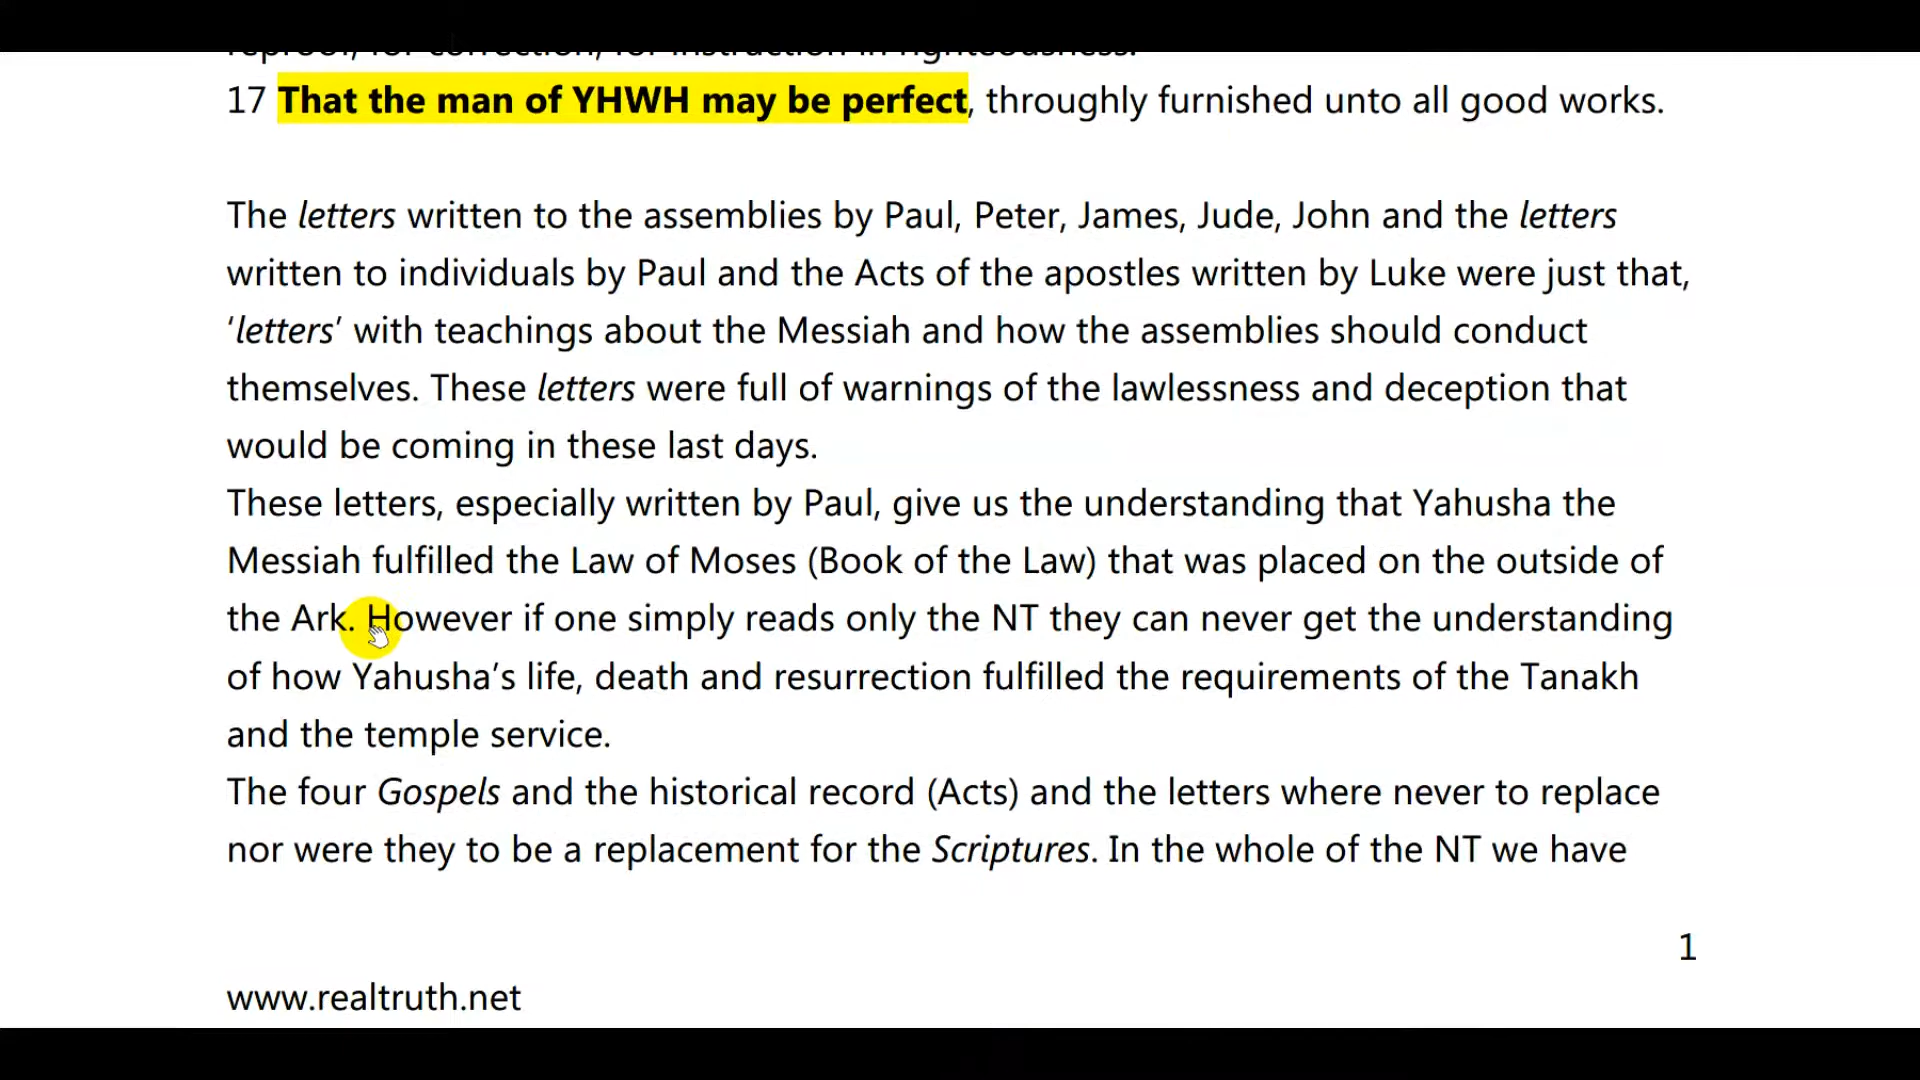 reproof, for correction, for instruction in righteousness.
17 That the man of YHWH may be perfect, throughly furnished unto all good works.
The letters written to the assemblies by Paul, Peter, James, Jude, John and the letters
written to individuals by Paul and the Acts of the apostles written by Luke were just that,
‘letters’ with teachings about the Messiah and how the assemblies should conduct
themselves. These letters were full of warnings of the lawlessness and deception that
would be coming in these last days.
These letters, especially written by Paul, give us the understanding that Yahusha the
Messiah fulfilled the Law of Moses (Book of the Law) that was placed on the outside of
the Ark. However if one simply reads only the NT they can never get the understanding
of how Yahusha’s life, death and resurrection fulfilled the requirements of the Tanakh
and the temple service.
The four Gospels and the historical record (Acts) and the letters where never to replace
nor were they to be a replacement for the Scriptures. In the whole of the NT we have
1
www.realtruth.net